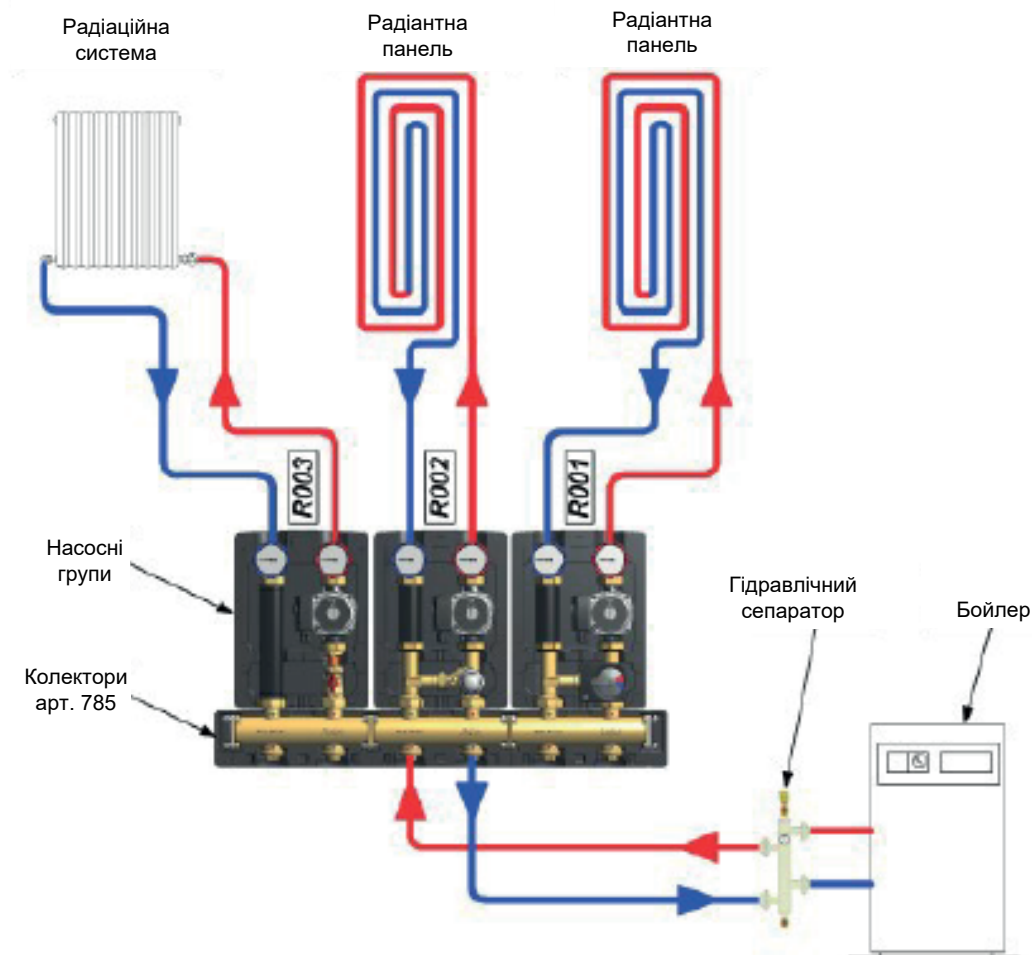 Радіаційна
система
Радіантна
панель
Радіантна
панель
R003
R002
R001
Насосні
групи
Гідравлічний
сепаратор
Бойлер
Колектори
арт. 785